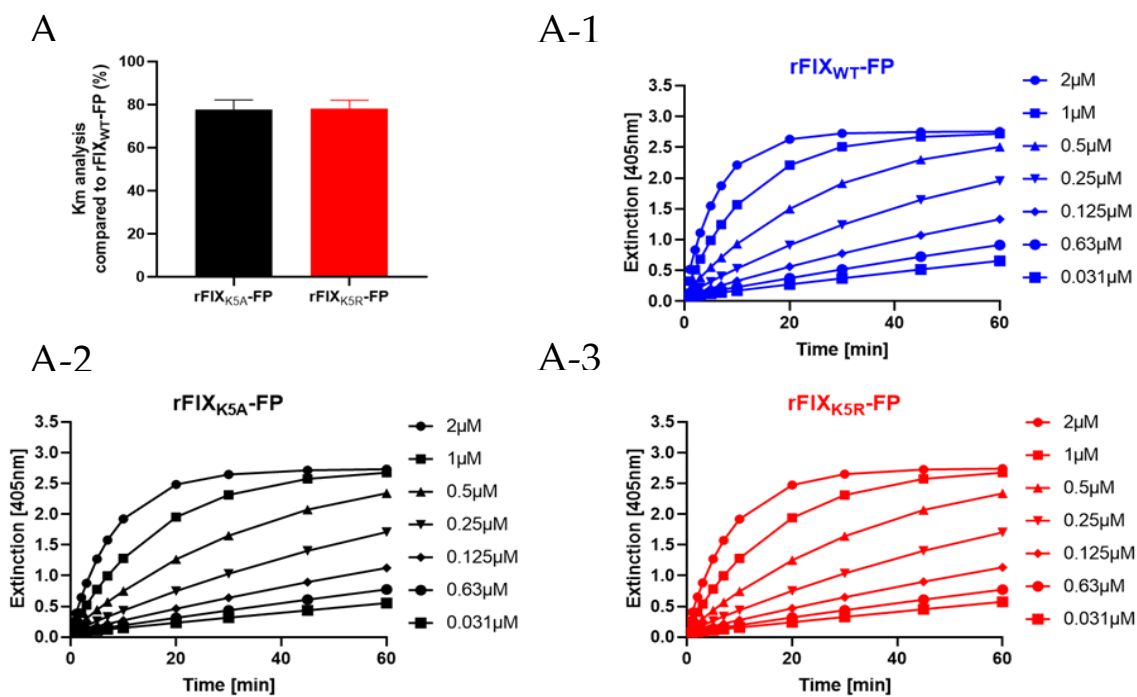 A
Km analysis
compared to rFIXWT-FP (%)
100
80
60
40
20
0
rFIXK5A-FP
rFIXK5R-FP
A-1
rFIXWT-FP
Extinction [405nm]
3.5
3.0
2.5
2.0
1.5
1.0
0.5
0.0
0
20
40
60
Time [min]
2µM
1µM
0.5µM
0.25µM
0.125µM
0.63µM
0.031µM
A-2
rFIXK5A-FP
Extinction [405nm]
3.5
3.0
2.5
2.0
1.5
1.0
0.5
0.0
0
20
40
60
Time [min]
2µM
1µM
0.5µM
0.25µM
0.125µM
0.63µM
0.031µM
A-3
rFIXK5R-FP
Extinction [405nm]
3.5
3.0
2.5
2.0
1.5
1.0
0.5
0.0
0
20
40
60
Time [min]
2µM
1µM
0.5µM
0.25µM
0.125µM
0.63µM
0.031µM